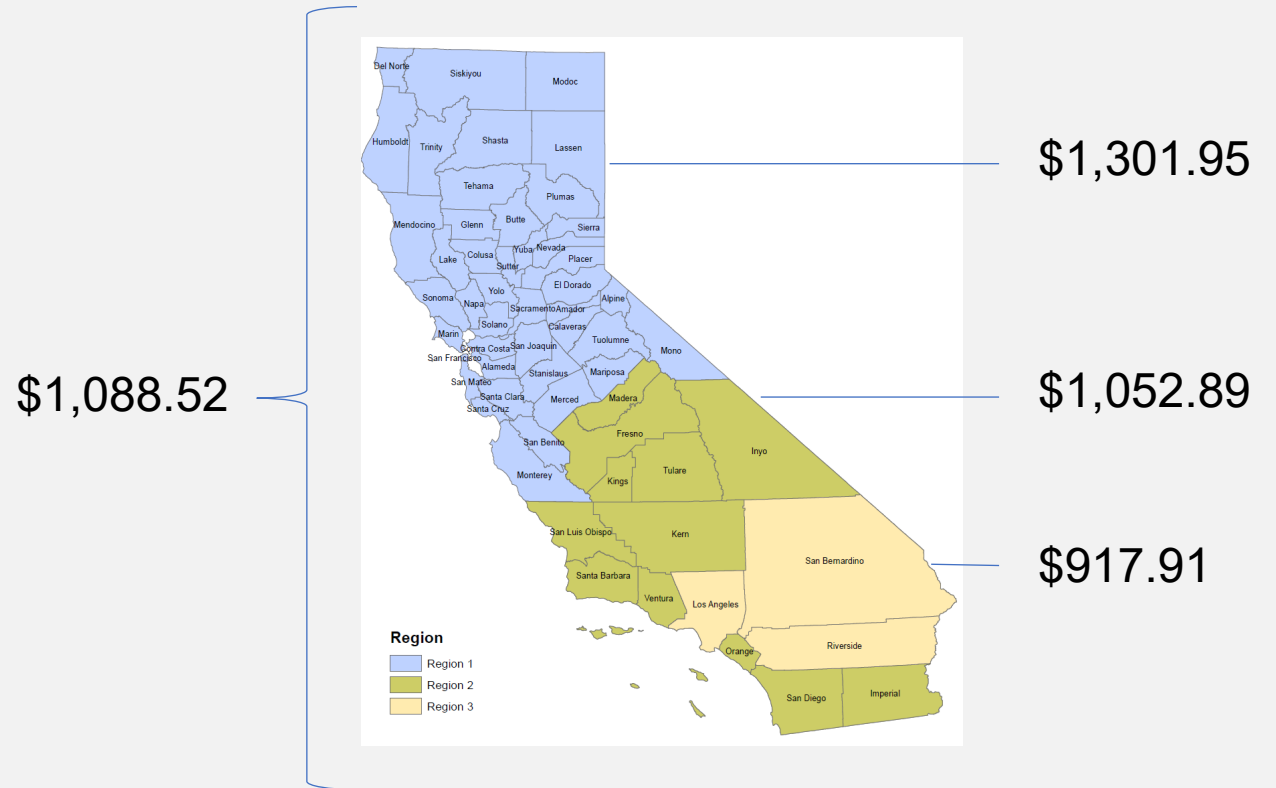 $1,088.52
Del Norte
Siskiyou
Modoc
Humboldt
Trinity
Shasta
Lassen
Tehama
Plumas
Mendocino
Glenn
Butte
Sierra
Lake
Colusa
Sutter
Yuba
Nevada
Placer
Yolo
El Dorado
Sonoma
Napa
Sacramento
Amador
Alpine
Solano
Calaveras
Marin
Contra Costa
San Joaquin
Tuolumne
Mono
San Francisco
Alameda
Stanislaus
Mariposa
San Mateo
Santa Clara
Merced
Madera
Santa Cruz
San Benito
Fresno
Inyo
Monterey
Kings
Tulare
San Luis Obispo
Kern
San Bernardino
Santa Barbara
Ventura
Los Angeles
Orange
Riverside
San Diego
Imperial
Region
Region 1
Region 2
Region 3
$1,301.95
$1,052.89
$917.91